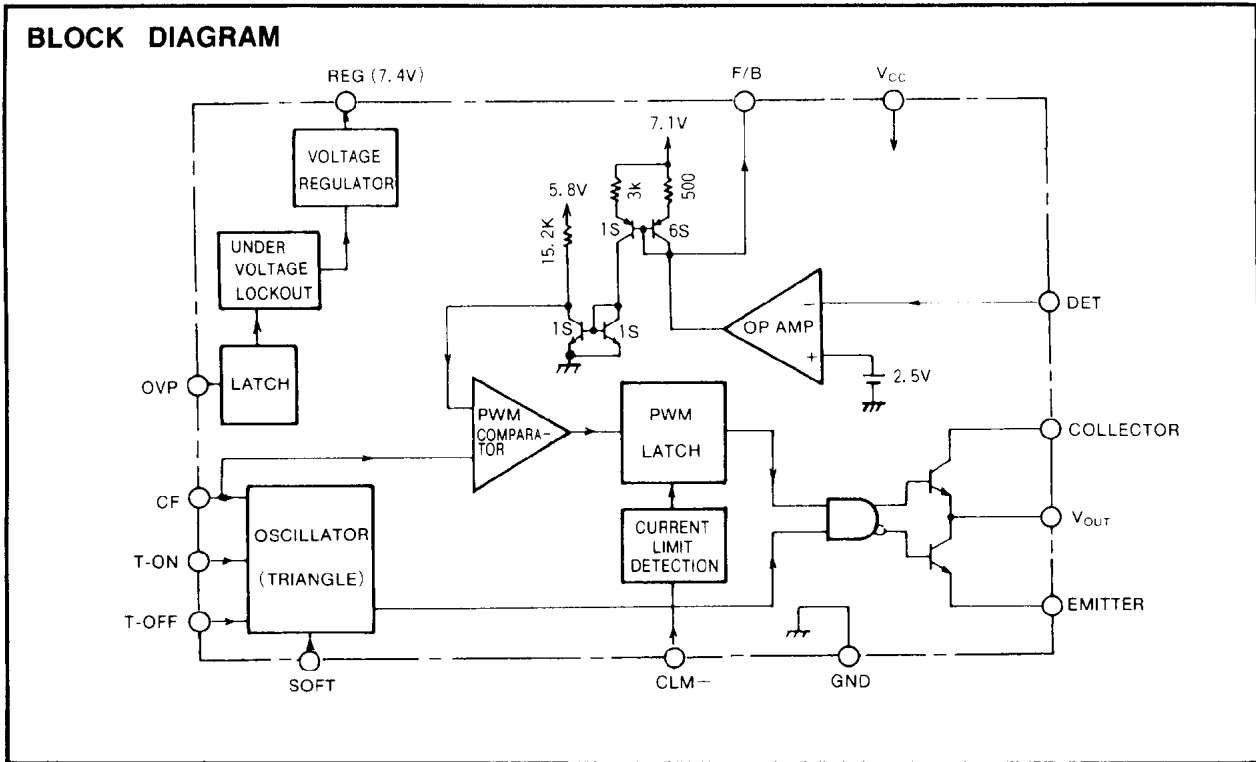 BLOCK DIAGRAM
REG (7.4V)
F/B
VCC
7.1V
VOLTAGE
REGULATOR
3k
500
5.8V
15.2K
1S
6S
UNDER
VOLTAGE
LOCKOUT
DET
−
OP AMP
+
2.5V
1S
1S
OVP
LATCH
PWM
COMPARA-
TOR
PWM
LATCH
COLLECTOR
CF
OSCILLATOR
(TRIANGLE)
CURRENT
LIMIT
DETECTION
VOUT
T-ON
T-OFF
EMITTER
SOFT
CLM−
GND